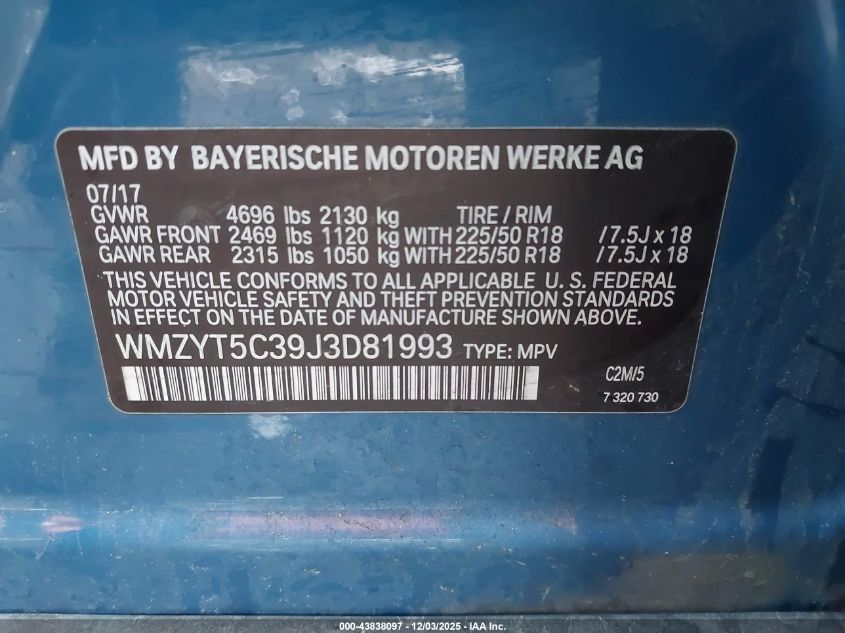 MFD BY BAYERISCHE MOTOREN WERKE AG
07/17
GVWR 4696 lbs 2130 kg TIRE / RIM
GAWR FRONT 2469 lbs 1120 kg WITH 225/50 R18 / 7.5J x 18
GAWR REAR 2315 lbs 1050 kg WITH 225/50 R18 / 7.5J x 18
THIS VEHICLE CONFORMS TO ALL APPLICABLE U. S. FEDERAL
MOTOR VEHICLE SAFETY AND THEFT PREVENTION STANDARDS
IN EFFECT ON THE DATE OF MANUFACTURE SHOWN ABOVE.
WMZYT5C39J3D81993 TYPE: MPV
C2M/5
7 320 730
000-43838097 - 12/03/2025 - IAA Inc.